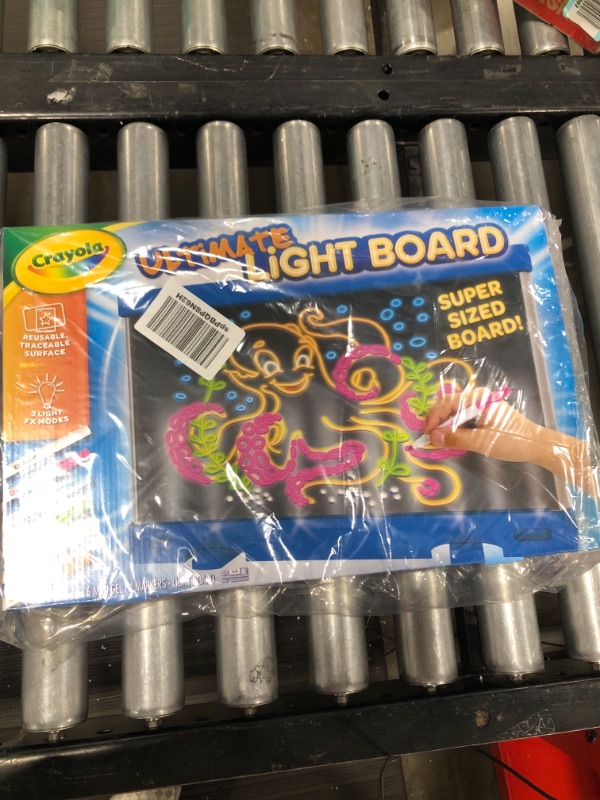 Crayola
ULTIMATE
LiGHT BOARD
SUPER
SIZED
BOARD!
REUSABLE,
TRACEABLE
SURFACE
3 LIGHT
FX MODES